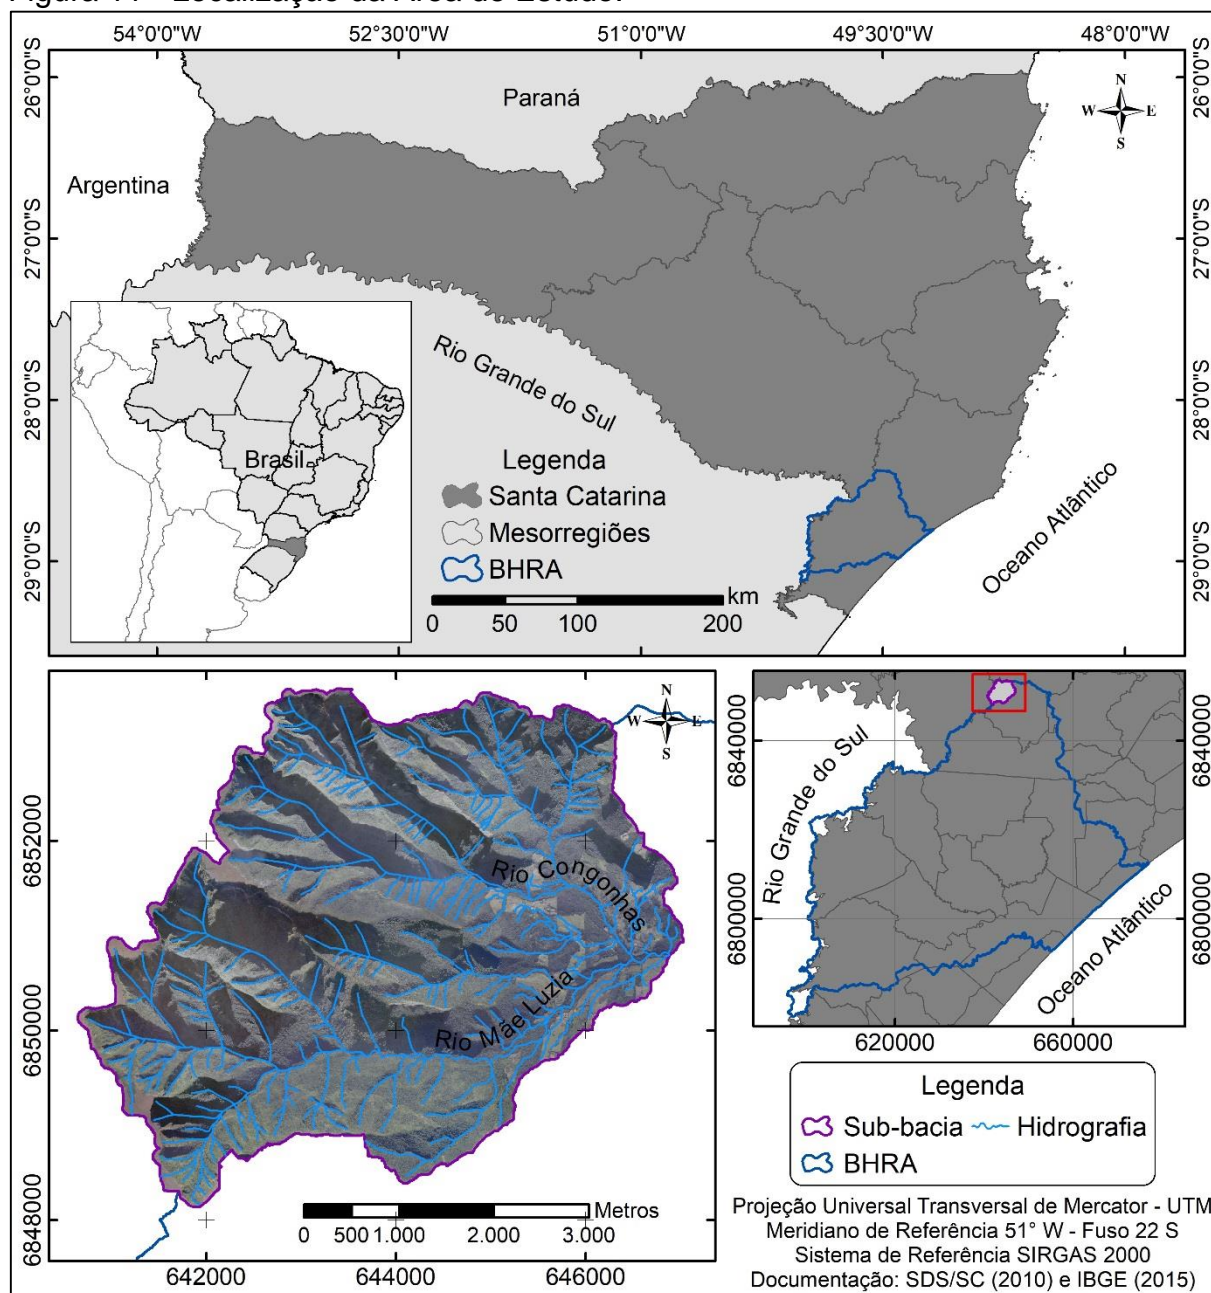 54°0'0"W 52°30'0"W 51°0'0"W 49°30'0"W 48°0'0"W
26°0'0"S 26°0'0"S
N
W E
S
Paraná
Argentina
27°0'0"S 27°0'0"S
Rio Grande do Sul
28°0'0"S 28°0'0"S
Brasil
Legenda
Santa Catarina
Mesorregiões
BHRA
Oceano Atlântico
29°0'0"S 29°0'0"S
km
0 50 100 200
N
W E
S
6852000
Rio Congonhas
Rio Mãe Luzia
6850000
6848000
Metros
0 500 1.000 2.000 3.000
642000 644000 646000
6840000 6840000
Rio Grande do Sul
6800000 6800000
Oceano Atlântico
620000 660000
Legenda
Sub-bacia Hidrografia
BHRA
Projeção Universal Transversal de Mercator - UTM
Meridiano de Referência 51° W - Fuso 22 S
Sistema de Referência SIRGAS 2000
Documentação: SDS/SC (2010) e IBGE (2015)